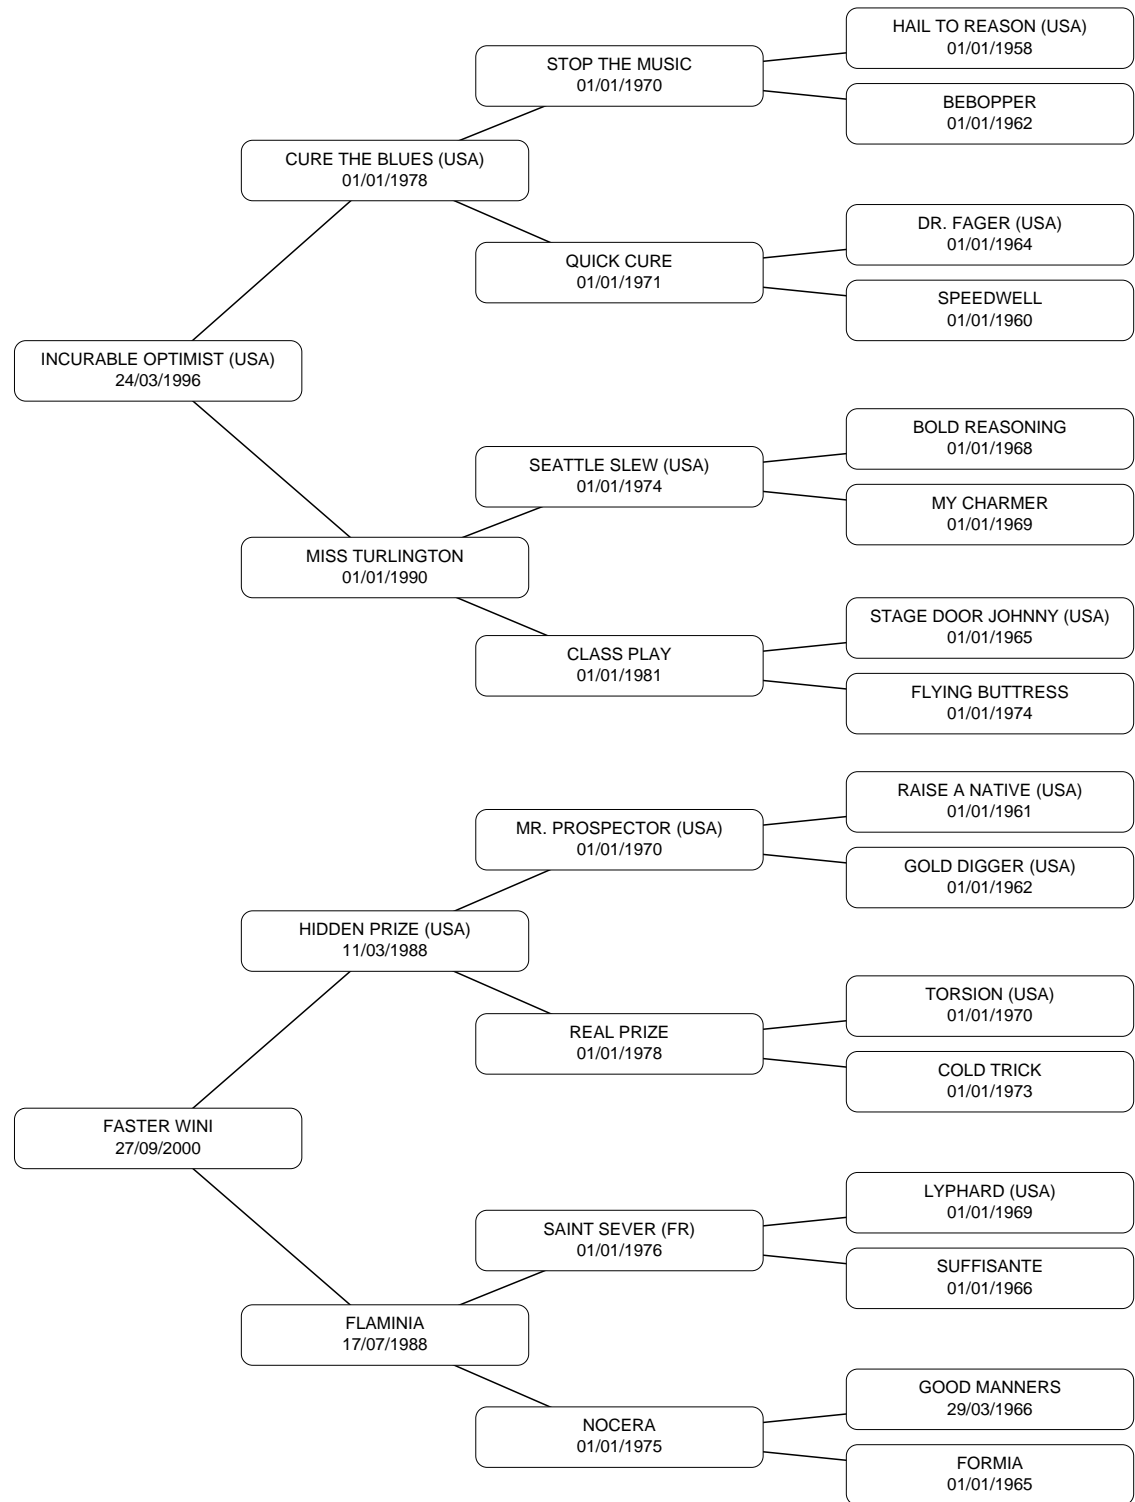 HAIL TO REASON (USA)
01/01/1958
STOP THE MUSIC
01/01/1970
BEBOPPER
01/01/1962
CURE THE BLUES (USA)
01/01/1978
DR. FAGER (USA)
01/01/1964
QUICK CURE
01/01/1971
SPEEDWELL
01/01/1960
INCURABLE OPTIMIST (USA)
24/03/1996
BOLD REASONING
01/01/1968
SEATTLE SLEW (USA)
01/01/1974
MY CHARMER
01/01/1969
MISS TURLINGTON
01/01/1990
STAGE DOOR JOHNNY (USA)
01/01/1965
CLASS PLAY
01/01/1981
FLYING BUTTRESS
01/01/1974
RAISE A NATIVE (USA)
01/01/1961
MR. PROSPECTOR (USA)
01/01/1970
GOLD DIGGER (USA)
01/01/1962
HIDDEN PRIZE (USA)
11/03/1988
TORSION (USA)
01/01/1970
REAL PRIZE
01/01/1978
COLD TRICK
01/01/1973
FASTER WINI
27/09/2000
LYPHARD (USA)
01/01/1969
SAINT SEVER (FR)
01/01/1976
SUFFISANTE
01/01/1966
FLAMINIA
17/07/1988
GOOD MANNERS
29/03/1966
NOCERA
01/01/1975
FORMIA
01/01/1965